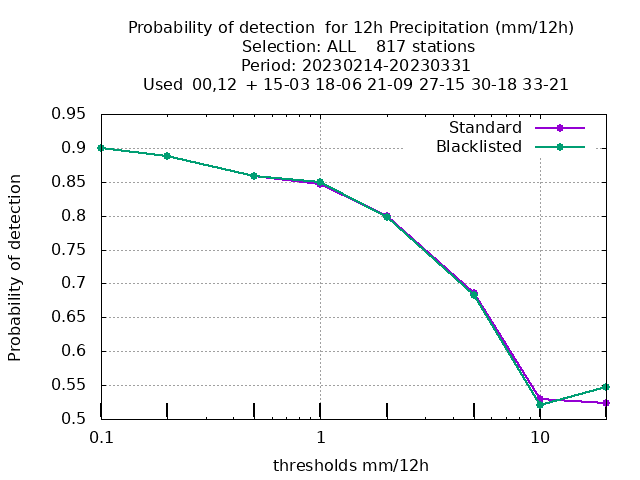 Probability of detection  for 12h Precipitation (mm/12h)
Selection: ALL    817 stations
Period: 20230214-20230331
Used  00,12  + 15-03 18-06 21-09 27-15 30-18 33-21
Standard
Blacklisted
Probability of detection
0.95
0.9
0.85
0.8
0.75
0.7
0.65
0.6
0.55
0.5
0.1
1
10
thresholds mm/12h